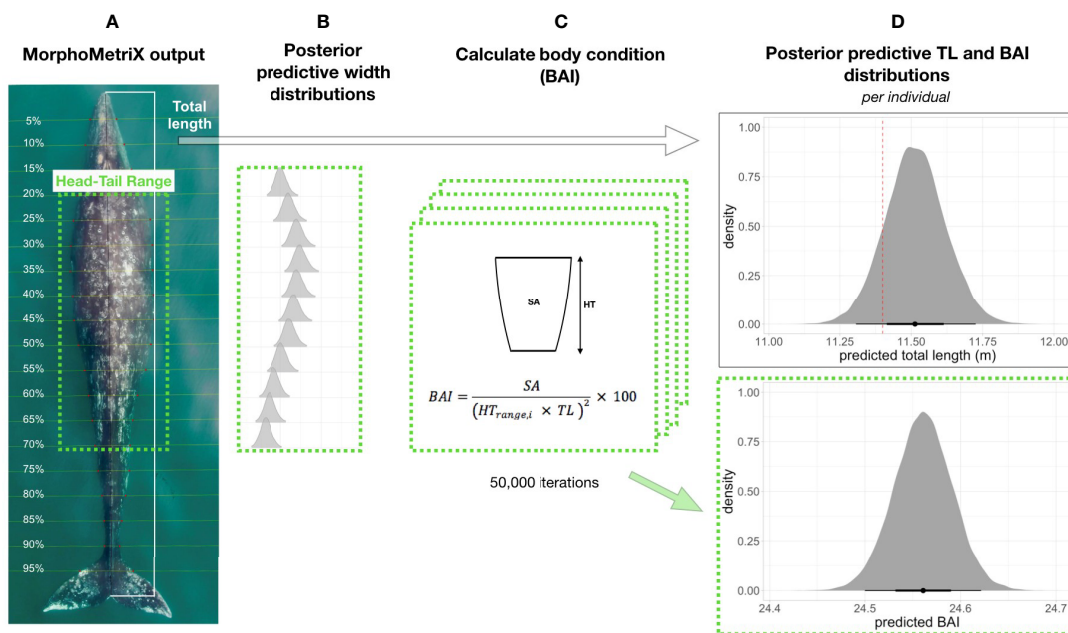 A
MorphoMetriX output
Total
length
5%
10%
15%
Head-Tail Range
20%
25%
30%
35%
40%
45%
50%
55%
60%
65%
70%
75%
80%
85%
90%
95%
B
Posterior
predictive width
distributions
C
Calculate body condition
(BAI)
SA
HT
BAI = SA / (HTrange,i × TL)² × 100
50,000 iterations
D
Posterior predictive TL and BAI
distributions
per individual
density
1.00
0.75
0.50
0.25
0.00
11.00 11.25 11.50 11.75 12.00
predicted total length (m)
density
1.00
0.75
0.50
0.25
0.00
24.4 24.5 24.6 24.7
predicted BAI